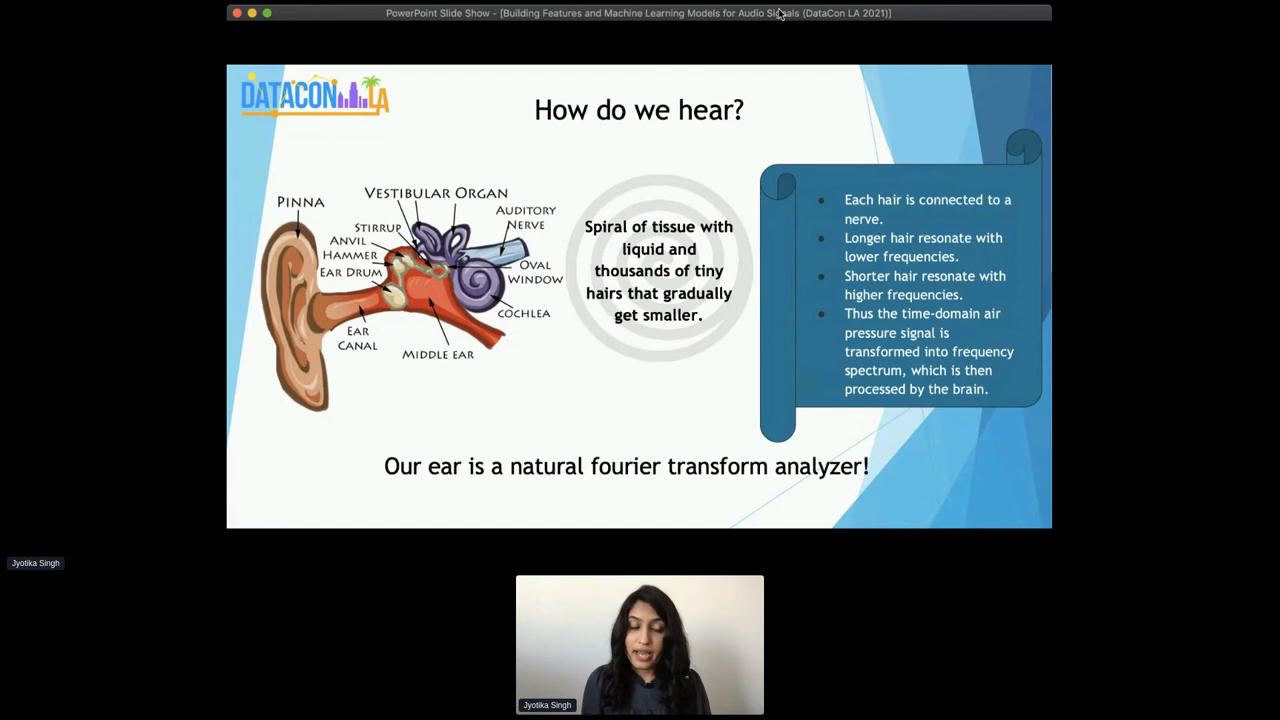 PowerPoint Slide Show - [Building Features and Machine Learning Models for Audio Signals (DataCon LA 2021)]
DATACON LA
How do we hear?
PINNA
VESTIBULAR ORGAN
AUDITORY
NERVE
STIRRUP
ANVIL
HAMMER
EAR DRUM
OVAL
WINDOW
COCHLEA
EAR
CANAL
MIDDLE EAR
Spiral of tissue with
liquid and
thousands of tiny
hairs that gradually
get smaller.
Each hair is connected to a
nerve.
Longer hair resonate with
lower frequencies.
Shorter hair resonate with
higher frequencies.
Thus the time-domain air
pressure signal is
transformed into frequency
spectrum, which is then
processed by the brain.
Our ear is a natural fourier transform analyzer!
Jyotika Singh
Jyotika Singh